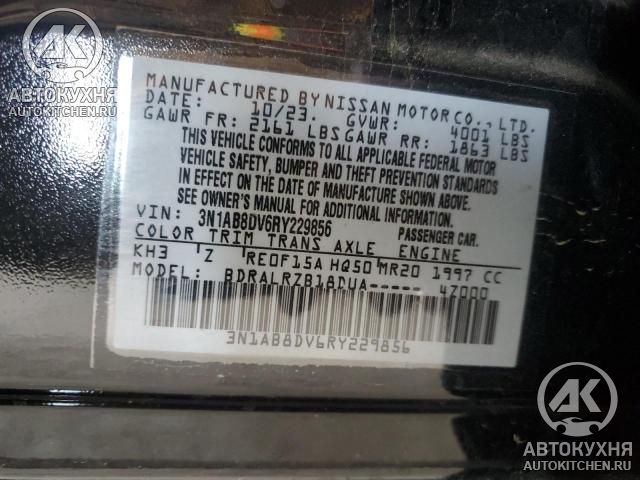 АК
АВТОКУХНЯ
AUTOKITCHEN.RU
MANUFACTURED BY NISSAN MOTOR CO., LTD.
DATE: 10/23. GVWR: 4001 LBS
GAWR FR: 2161 LBS GAWR RR: 1863 LBS
THIS VEHICLE CONFORMS TO ALL APPLICABLE FEDERAL MOTOR
VEHICLE SAFETY, BUMPER AND THEFT PREVENTION STANDARDS
IN EFFECT ON THE DATE OF MANUFACTURE SHOWN ABOVE.
SEE OWNER'S MANUAL FOR ADDITIONAL INFORMATION.
VIN: 3N1AB8DV6RY229856 PASSENGER CAR.
COLOR TRIM TRANS AXLE ENGINE
KH3 'Z RE0F15A HQ50 MR20 1997 CC
MODEL: BDRALRZB18DUA----- 4Z000
3N1AB8DV6RY229856
АК
АВТОКУХНЯ
AUTOKITCHEN.RU